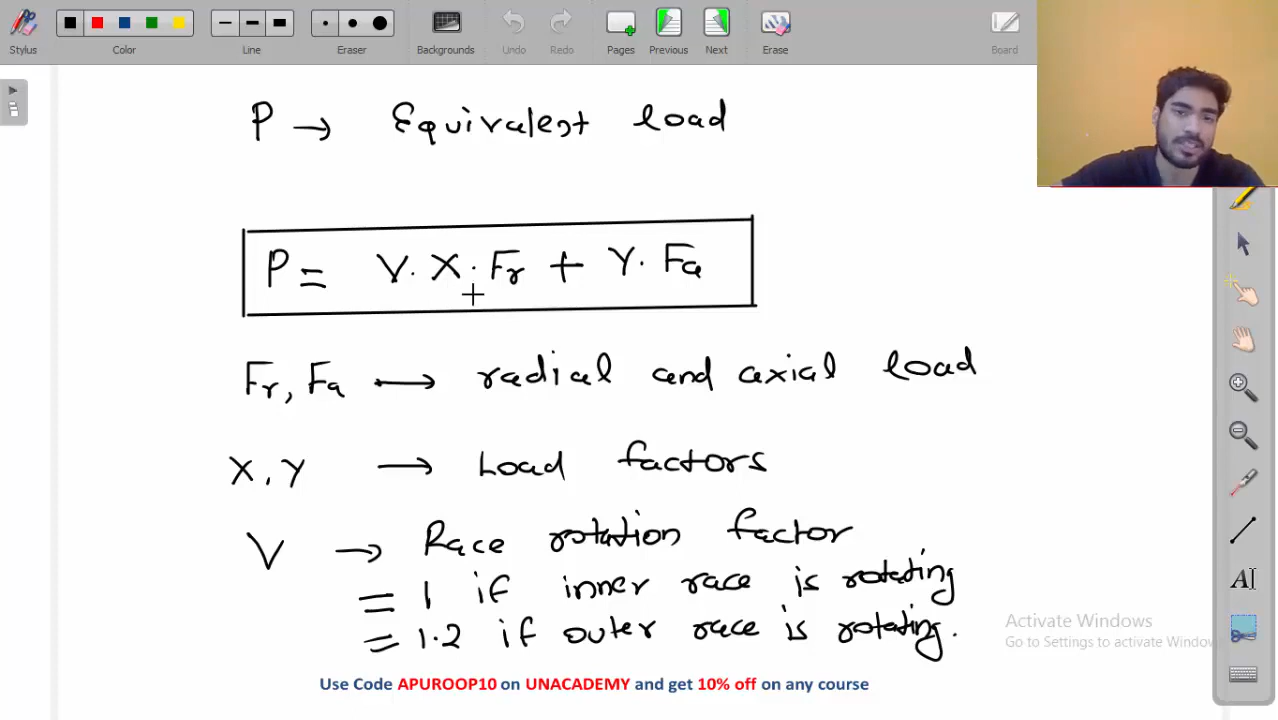 Stylus Color Line Eraser Backgrounds Undo Redo Pages Previous Next Erase Board
P → Equivalent load
P = V. X. Fr + Y. Fa
Fr, Fa → radial and axial load
X, Y → Load factors
V → Race rotation factor
= 1 if inner race is rotating
= 1.2 if outer race is rotating.
Activate Windows
Go to Settings to activate Windows
Use Code APUROOP10 on UNACADEMY and get 10% off on any course